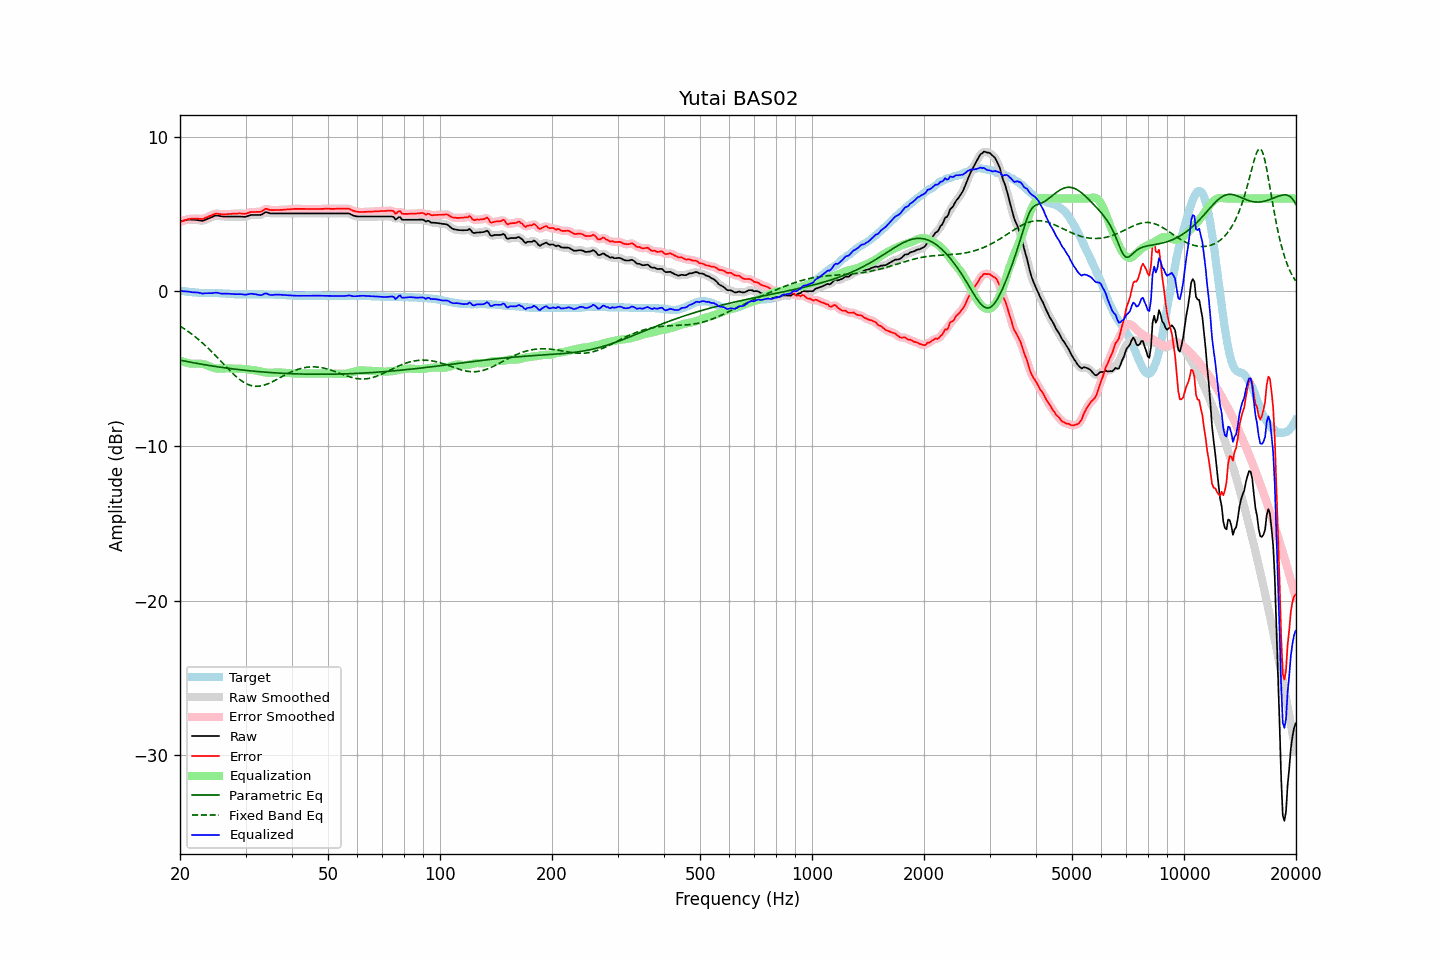 Yutai BAS02
10
0
−10
−20
−30
Amplitude (dBr)
Target
Raw Smoothed
Error Smoothed
Raw
Error
Equalization
Parametric Eq
Fixed Band Eq
Equalized
20 50 100 200 500 1000 2000 5000 10000 20000
Frequency (Hz)